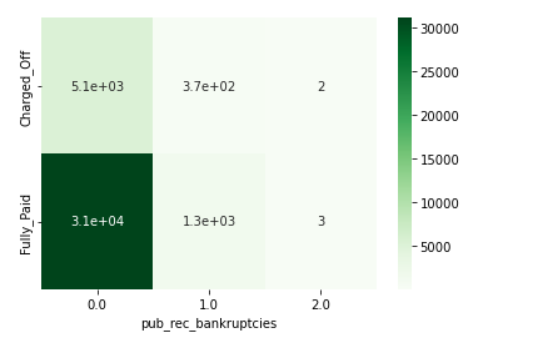 Charged_Off
5.1e+03 3.7e+02 2
Fully_Paid
3.1e+04 1.3e+03 3
0.0 1.0 2.0
pub_rec_bankruptcies
30000
25000
20000
15000
10000
5000